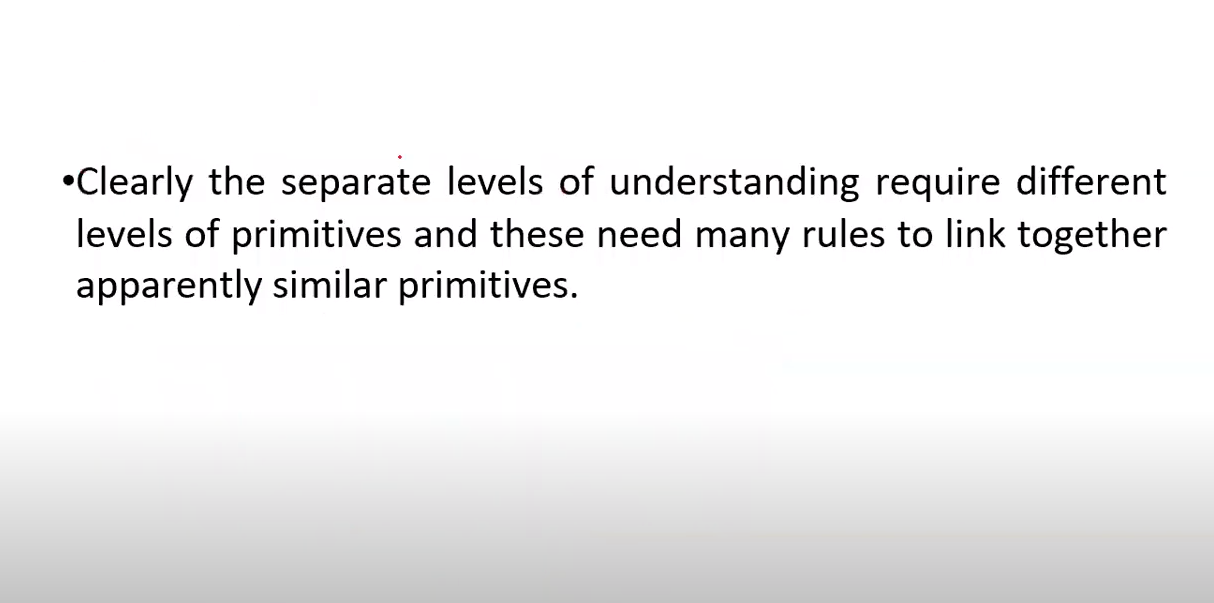 •Clearly the separate levels of understanding require different
levels of primitives and these need many rules to link together
apparently similar primitives.